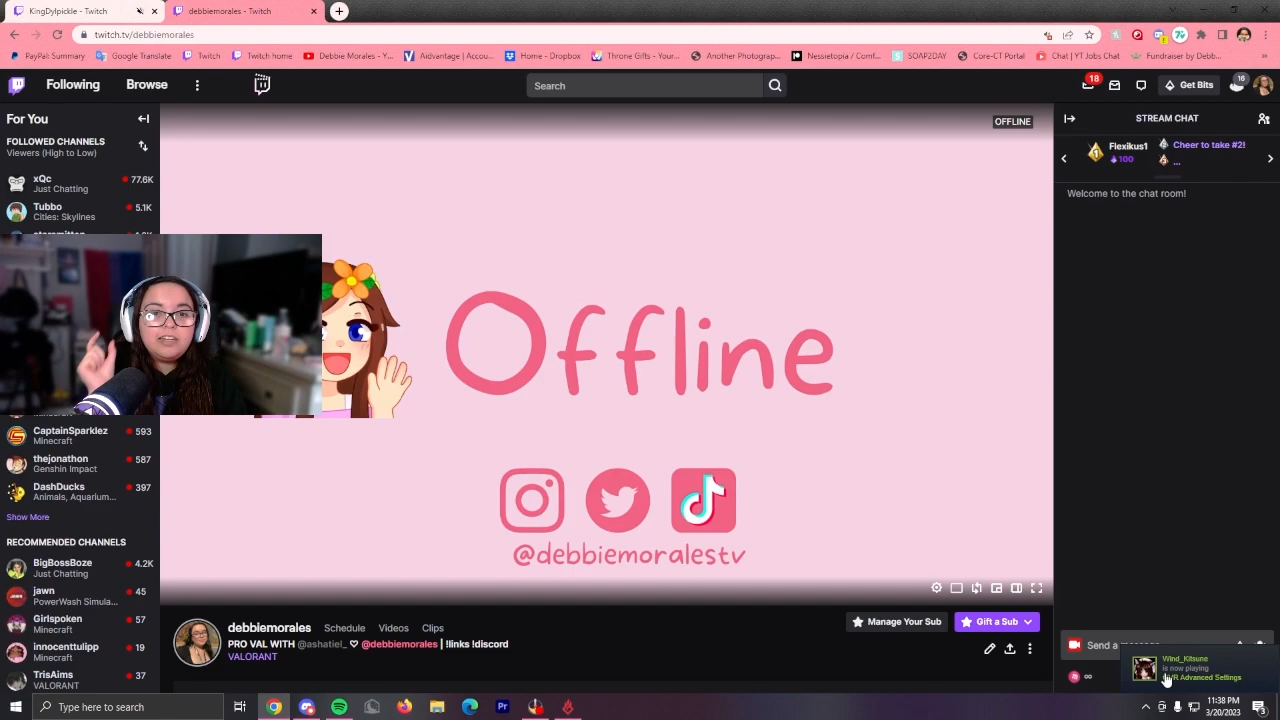 KingDylpickle - Twitch
debbiemorales - Twitch
twitch.tv/debbiemorales
PayPal Summary
Google Translate
Twitch
Twitch home
Debbie Morales - Y...
Aidvantage | Accou...
Home - Dropbox
Throne Gifts - Your...
Another Photograp...
Nessietopia / Comf...
SOAP2DAY
Core-CT Portal
Chat | YT Jobs Chat
Fundraiser by Debb...
Following
Browse
Search
18
Get Bits
16
For You
OFFLINE
STREAM CHAT
FOLLOWED CHANNELS
Viewers (High to Low)
1
Flexikus1
100
Cheer to take #2!
...
xQc
77.6K
Just Chatting
Tubbo
5.1K
Cities: Skylines
Welcome to the chat room!
Offline
CaptainSparklez
593
Minecraft
thejonathon
587
Genshin Impact
DashDucks
397
Animals, Aquarium...
Show More
RECOMMENDED CHANNELS
BigBossBoze
4.2K
Just Chatting
jawn
45
PowerWash Simula...
Girlspoken
57
Minecraft
innocenttulipp
19
Minecraft
TrisAims
37
VALORANT
@debbiemoralestv
debbiemorales
Schedule
Videos
Clips
Manage Your Sub
Gift a Sub
PRO VAL WITH @ashatiel_ ♡ @debbiemorales | !links !discord
VALORANT
Send a
Wind_Kitsune
is now playing
Advanced Settings
Type here to search
11:38 PM
3/20/2023
3